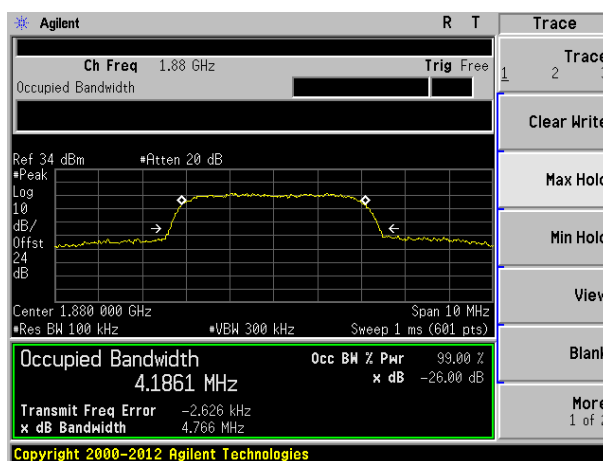 Agilent R T Trace
Ch Freq 1.88 GHz Trig Free
Occupied Bandwidth
Trace
1 2
Clear Write
Max Hold
Min Hold
View
Blank
More
1 of 2
Ref 34 dBm #Atten 20 dB
#Peak
Log
10
dB/
Offst
24
dB
Center 1.880 000 GHz Span 10 MHz
#Res BW 100 kHz #VBW 300 kHz Sweep 1 ms (601 pts)
Occupied Bandwidth Occ BW % Pwr 99.00 %
4.1861 MHz x dB -26.00 dB
Transmit Freq Error -2.626 kHz
x dB Bandwidth 4.766 MHz
Copyright 2000-2012 Agilent Technologies